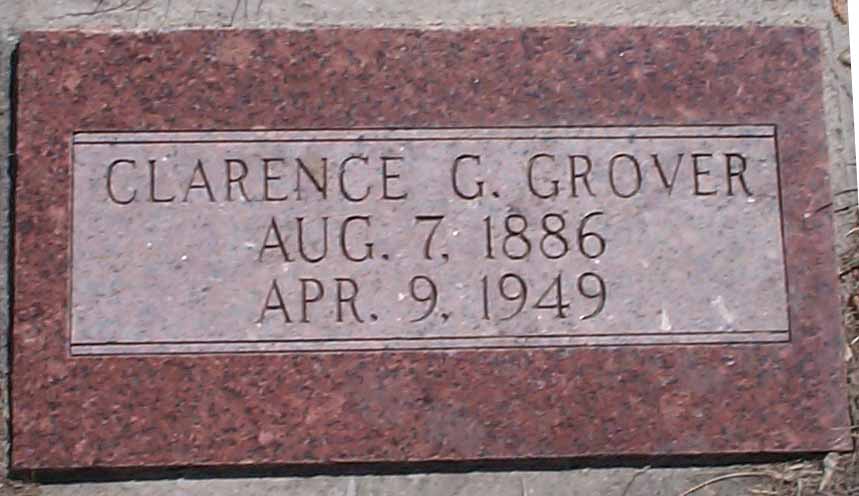 CLARENCE G. GROVER
AUG. 7, 1886
APR. 9, 1949